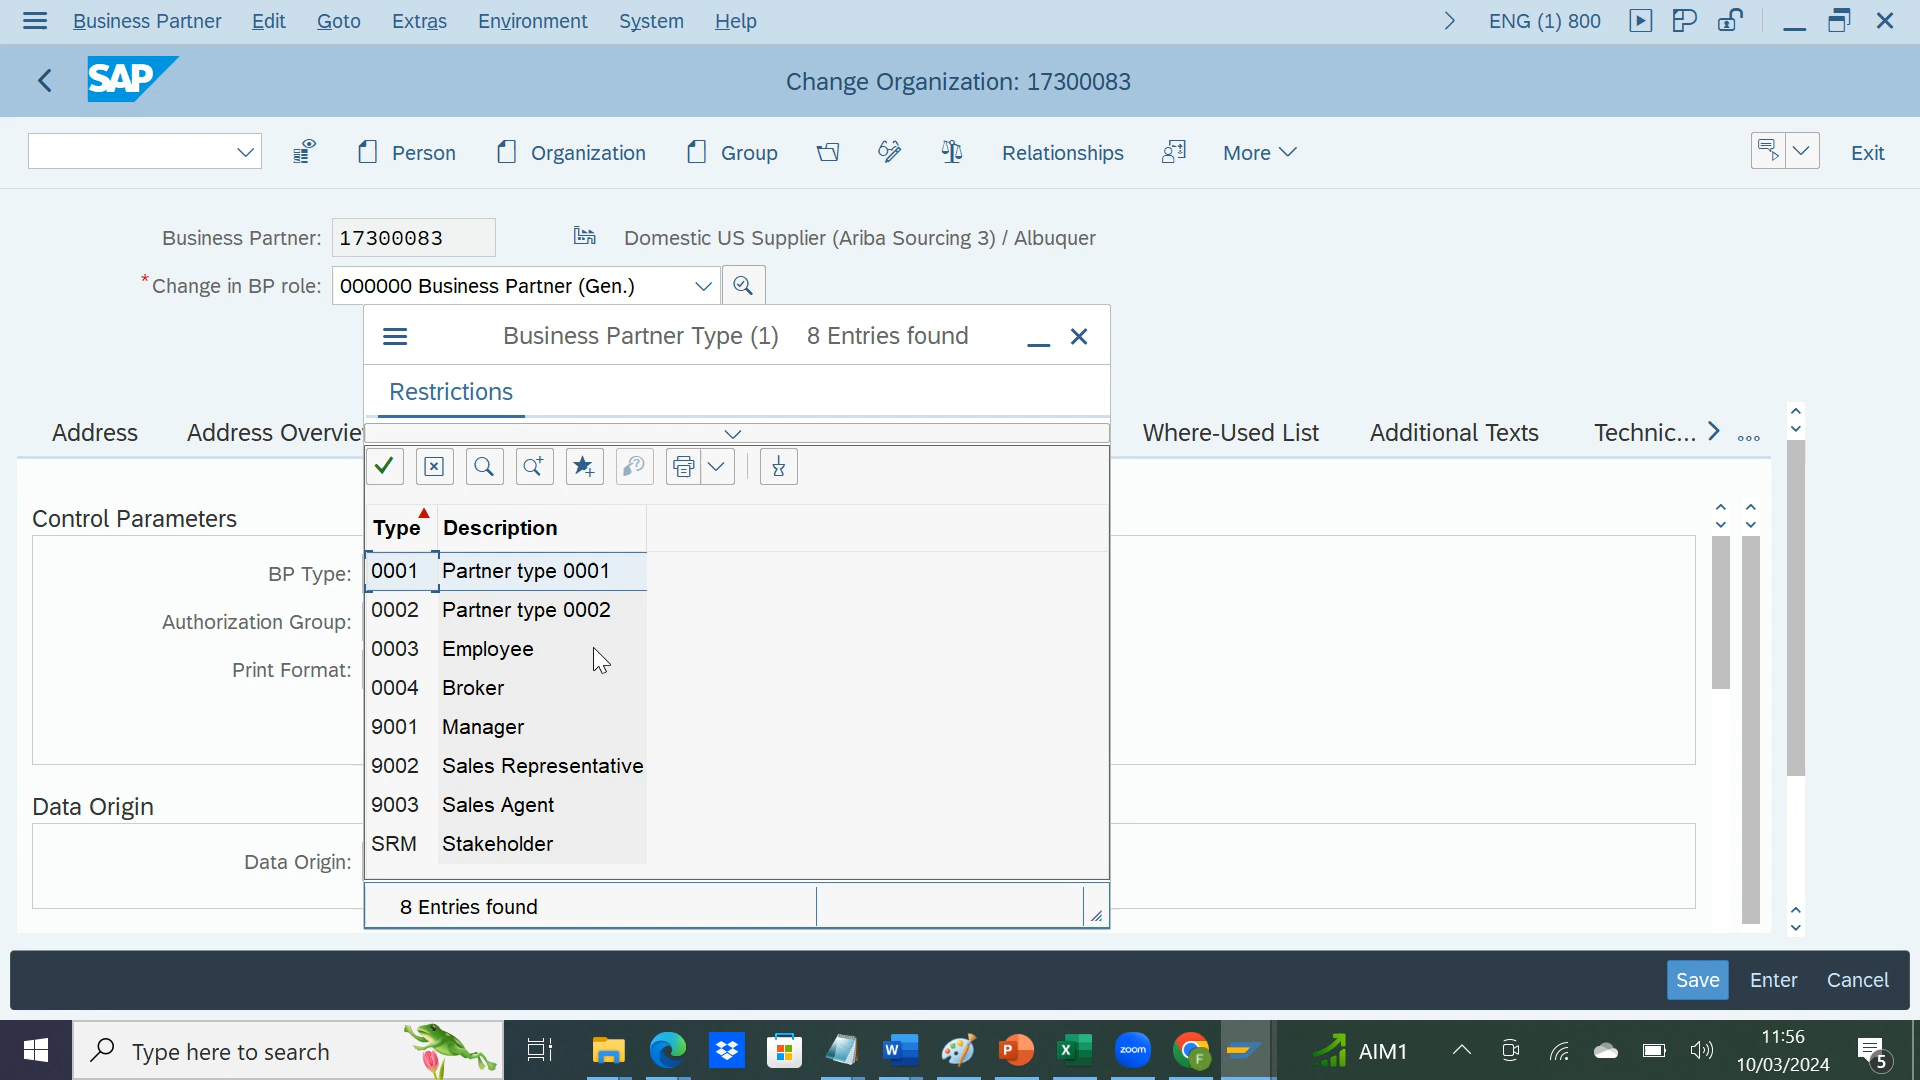 Business Partner Edit Goto Extras Environment System Help ENG (1) 800
SAP Change Organization: 17300083
Person Organization Group Relationships More Exit
Business Partner: 17300083 Domestic US Supplier (Ariba Sourcing 3) / Albuquer
* Change in BP role: 000000 Business Partner (Gen.)
Business Partner Type (1) 8 Entries found
Restrictions
Address Address Overvie Where-Used List Additional Texts Technic...
Type Description
Control Parameters
BP Type: 0001 Partner type 0001
0002 Partner type 0002
Authorization Group:
0003 Employee
Print Format:
0004 Broker
9001 Manager
9002 Sales Representative
9003 Sales Agent
Data Origin
SRM Stakeholder
Data Origin:
8 Entries found
Save Enter Cancel
Type here to search zoom AIM1 11:56
10/03/2024 5